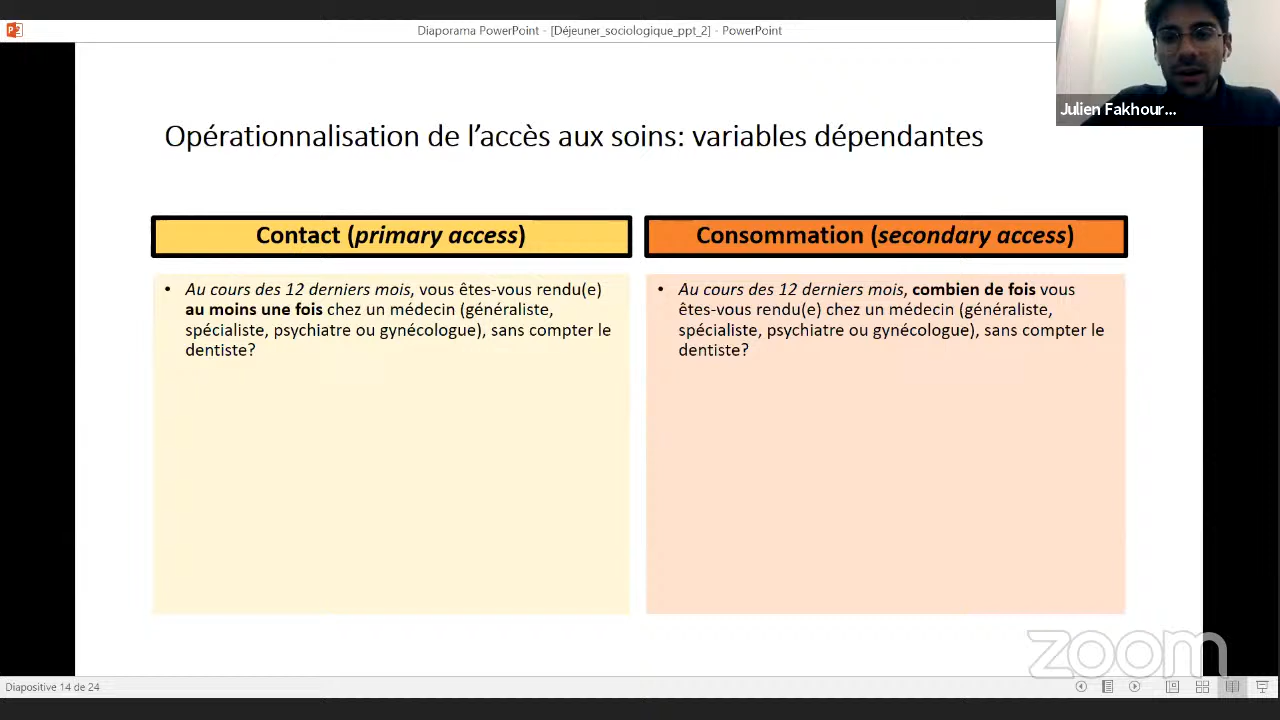 Diaporama PowerPoint - [Déjeuner_sociologique_ppt_2] - PowerPoint
Julien Fakhour...
Opérationnalisation de l’accès aux soins: variables dépendantes
Contact (primary access)
• Au cours des 12 derniers mois, vous êtes-vous rendu(e)
au moins une fois chez un médecin (généraliste,
spécialiste, psychiatre ou gynécologue), sans compter le
dentiste?
Consommation (secondary access)
• Au cours des 12 derniers mois, combien de fois vous
êtes-vous rendu(e) chez un médecin (généraliste,
spécialiste, psychiatre ou gynécologue), sans compter le
dentiste?
zoom
Diapositive 14 de 24